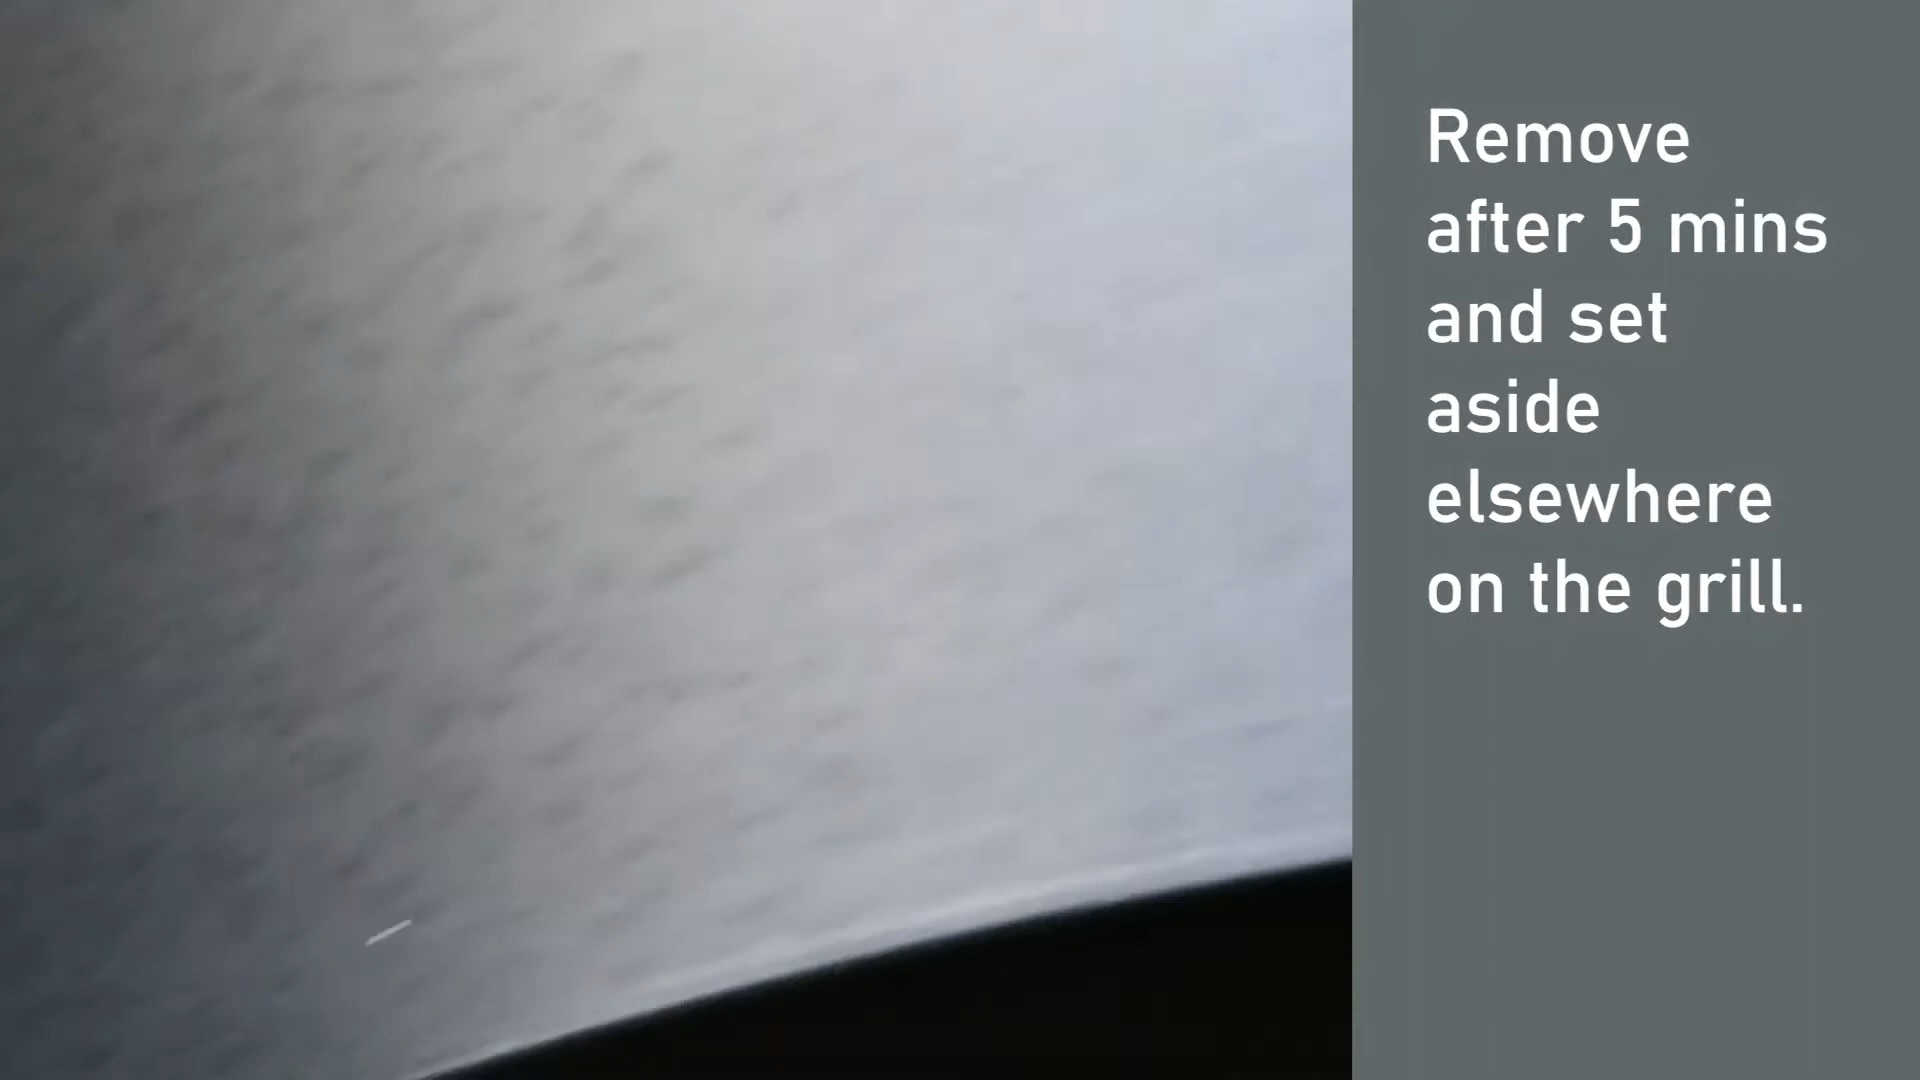 Remove
after 5 mins
and set
aside
elsewhere
on the grill.